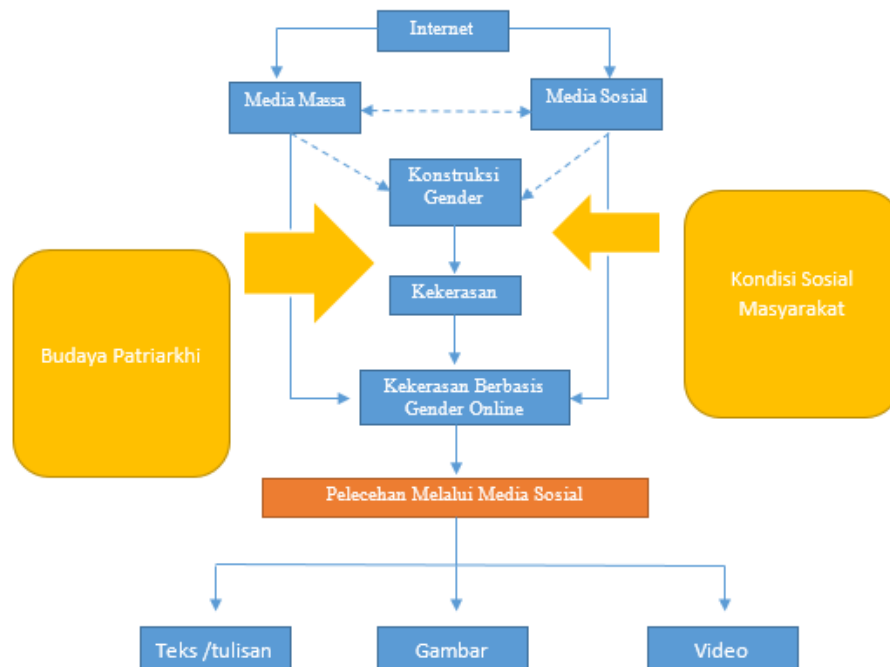 Internet
Media Massa
Media Sosial
Konstruksi
Gender
Kondisi Sosial
Masyarakat
Kekerasan
Budaya Patriarkhi
Kekerasan Berbasis
Gender Online
Pelecehan Melalui Media Sosial
Teks /tulisan
Gambar
Video